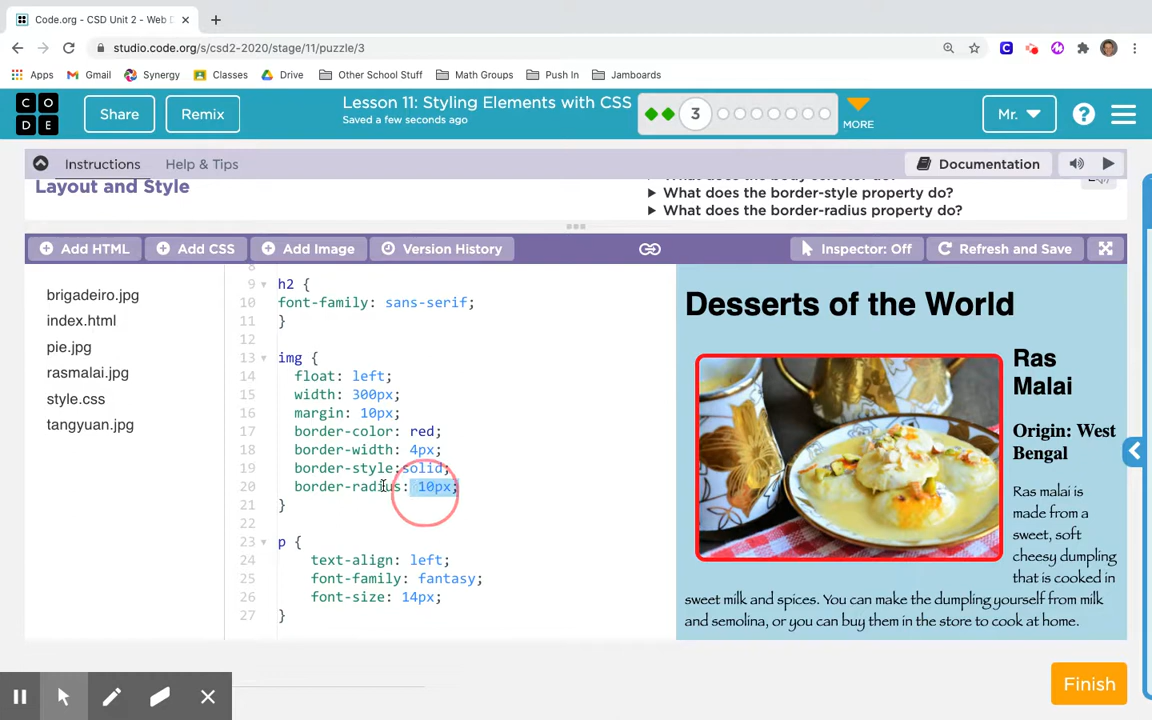 Code.org - CSD Unit 2 - Web D
studio.code.org/s/csd2-2020/stage/11/puzzle/3
Apps Gmail Synergy Classes Drive Other School Stuff Math Groups Push In Jamboards
C O D E
Share
Remix
Lesson 11: Styling Elements with CSS
Saved a few seconds ago
3
MORE
Mr.
?
Instructions
Help & Tips
Documentation
Layout and Style
What does the border-style property do?
What does the border-radius property do?
Add HTML
Add CSS
Add Image
Version History
Inspector: Off
Refresh and Save
brigadeiro.jpg
index.html
pie.jpg
rasmalai.jpg
style.css
tangyuan.jpg
8
9 h2 {
10 font-family: sans-serif;
11 }
12
13 img {
14 float: left;
15 width: 300px;
16 margin: 10px;
17 border-color: red;
18 border-width: 4px;
19 border-style:solid;
20 border-radius: 10px;
21 }
22
23 p {
24 text-align: left;
25 font-family: fantasy;
26 font-size: 14px;
27 }
Desserts of the World
Ras
Malai
Origin: West
Bengal
Ras malai is
made from a
sweet, soft
cheesy dumpling
that is cooked in
sweet milk and spices. You can make the dumpling yourself from milk
and semolina, or you can buy them in the store to cook at home.
Finish